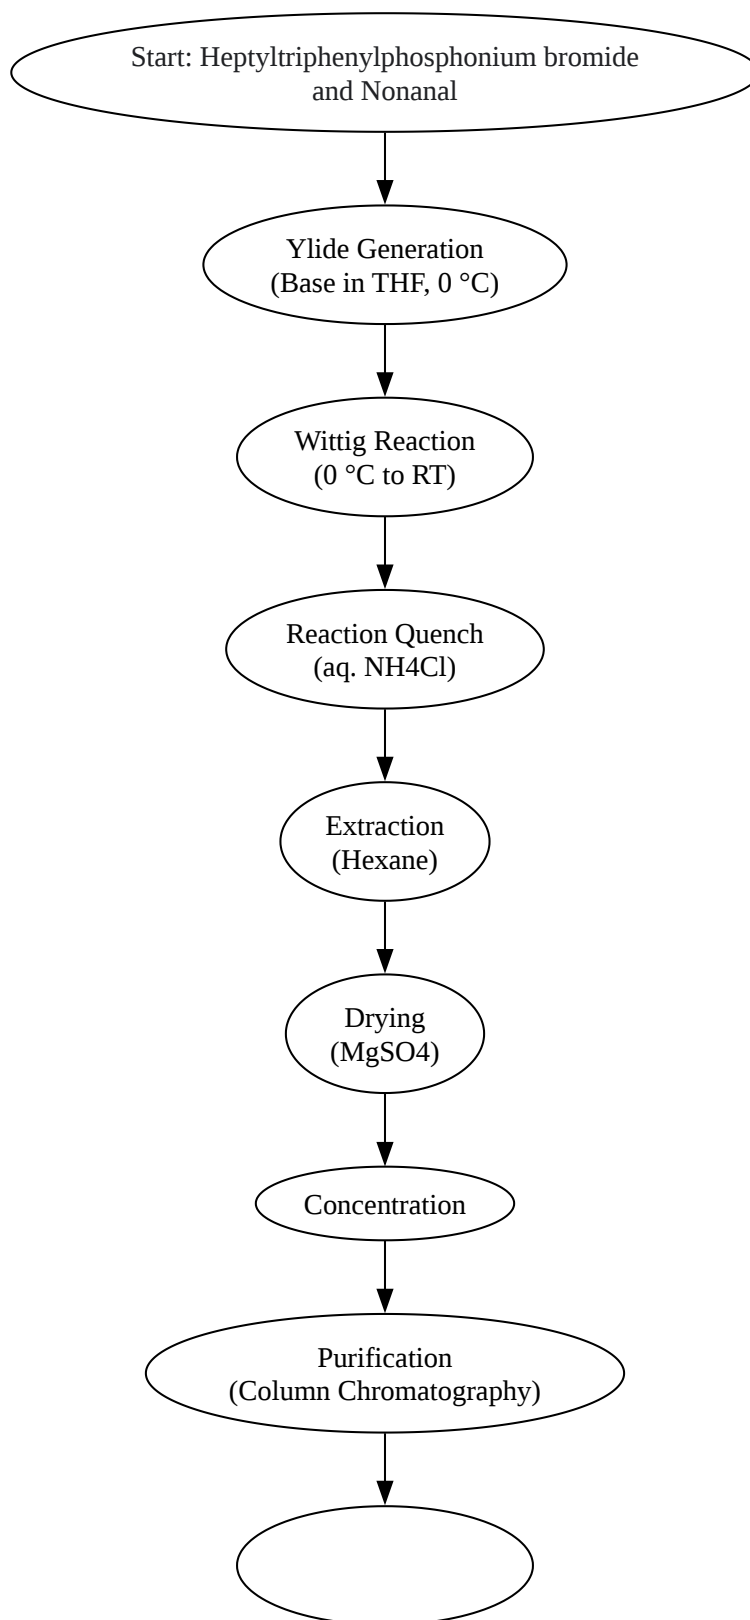 Start: Heptyltriphenylphosphonium bromide
and Nonanal
Ylide Generation
(Base in THF, 0 °C)
Wittig Reaction
(0 °C to RT)
Reaction Quench
(aq. NH4Cl)
Extraction
(Hexane)
Drying
(MgSO4)
Concentration
Purification
(Column Chromatography)